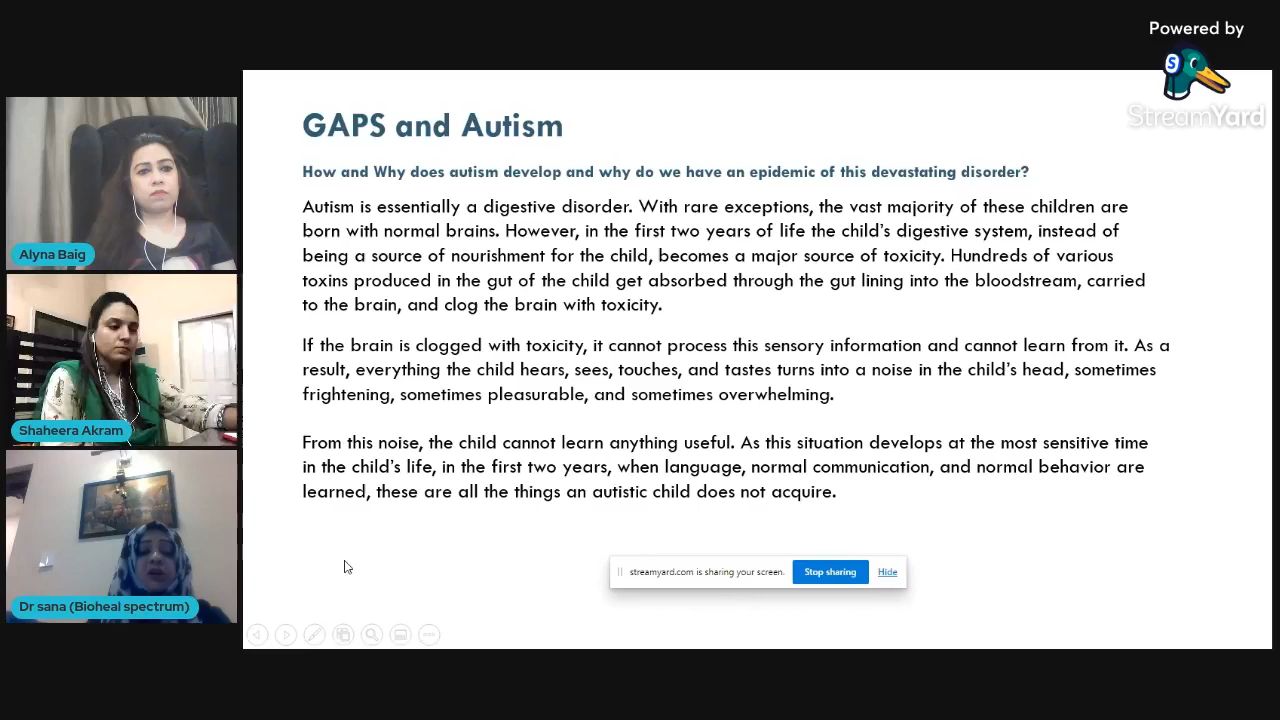 Powered by
S
StreamYard
Alyna Baig
Shaheera Akram
Dr sana (Bioheal spectrum)
GAPS and Autism
How and Why does autism develop and why do we have an epidemic of this devastating disorder?
Autism is essentially a digestive disorder. With rare exceptions, the vast majority of these children are
born with normal brains. However, in the first two years of life the child's digestive system, instead of
being a source of nourishment for the child, becomes a major source of toxicity. Hundreds of various
toxins produced in the gut of the child get absorbed through the gut lining into the bloodstream, carried
to the brain, and clog the brain with toxicity.
If the brain is clogged with toxicity, it cannot process this sensory information and cannot learn from it. As a
result, everything the child hears, sees, touches, and tastes turns into a noise in the child's head, sometimes
frightening, sometimes pleasurable, and sometimes overwhelming.
From this noise, the child cannot learn anything useful. As this situation develops at the most sensitive time
in the child's life, in the first two years, when language, normal communication, and normal behavior are
learned, these are all the things an autistic child does not acquire.
streamyard.com is sharing your screen. Stop sharing Hide